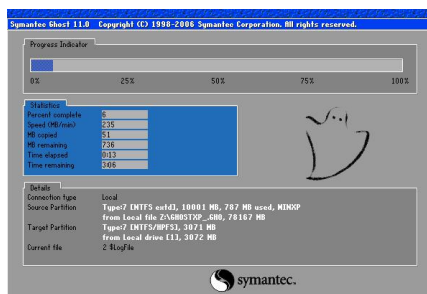 Symantec Ghost 11.0 Copyright (C) 1998-2006 Symantec Corporation. All rights reserved.
Progress Indicator
0% 25% 50% 75% 100%
Statistics
Percent complete 6
Speed (MB/min) 235
MB copied 51
MB remaining 736
Time elapsed 0:13
Time remaining 3:06
Details
Connection type Local
Source Partition Type:7 [NTFS extd], 10001 MB, 787 MB used, WINXP
from Local file Z:\GHOSTXP_.GHO, 78167 MB
Target Partition Type:7 [NTFS/HPFS], 3071 MB
from Local drive [1], 3072 MB
Current file 2 $LogFile
symantec.